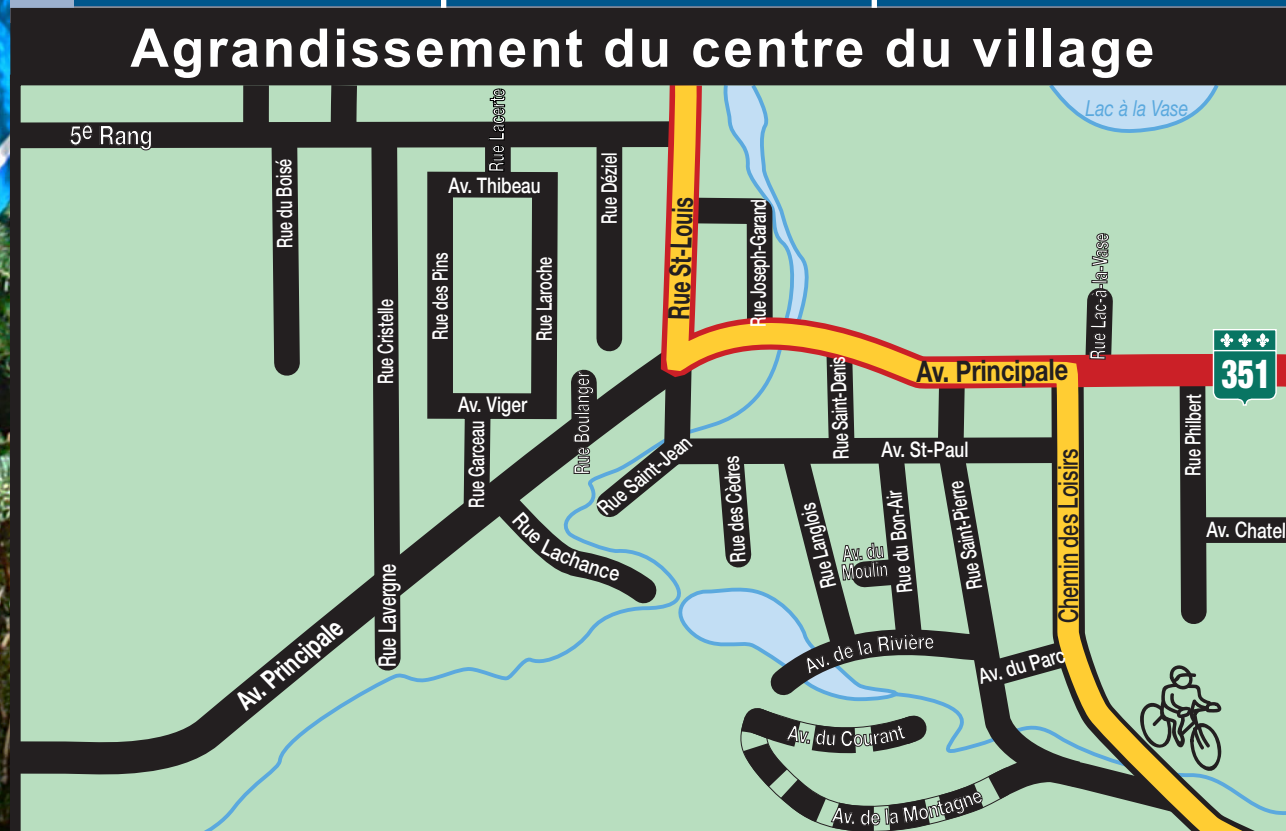 Agrandissement du centre du village
Lac à la Vase
5e Rang
Rue Lacerte
Rue du Boisé
Av. Thibeau
Rue Déziel
Rue St-Louis
Rue Joseph-Garand
Rue des Pins
Rue Laroche
Rue Cristelle
Rue Lac-à-la-Vase
351
Av. Principale
Av. Viger
Rue Boulanger
Rue Saint-Denis
Rue Garceau
Rue Saint-Jean
Av. St-Paul
Rue Philbert
Rue Lachance
Rue des Cèdres
Rue Langlois
Av. du
Moulin
Rue du Bon-Air
Rue Saint-Pierre
Chemin des Loisirs
Av. Chatel
Rue Lavergne
Av. Principale
Av. de la Rivière
Av. du Parc
Av. du Courant
Av. de la Montagne